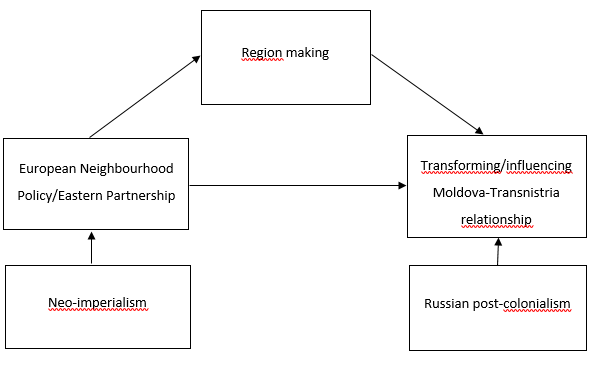 Region making
European Neighbourhood
Policy/Eastern Partnership
Transforming/influencing
Moldova-Transnistria
relationship
Neo-imperialism
Russian post-colonialism